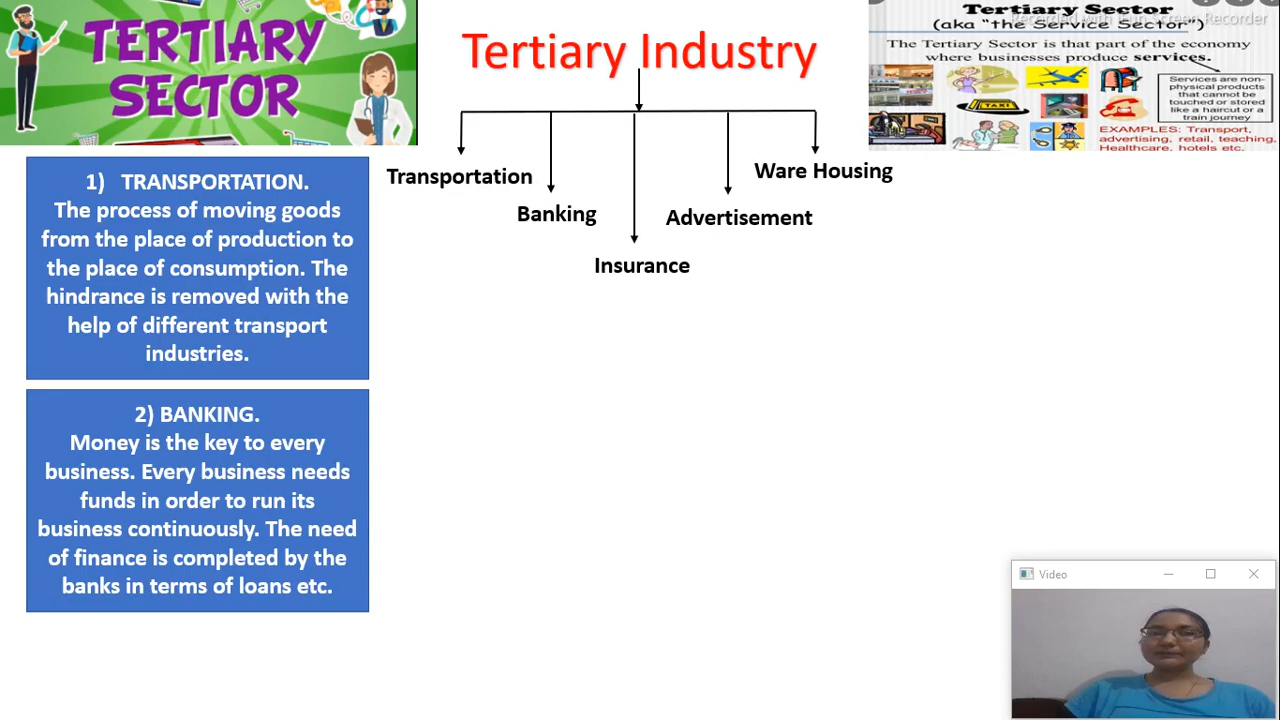 TERTIARY
SECTOR
Tertiary Industry
Tertiary Sector
Recorded with iFun Screen Recorder
(aka "the Service Sector")
The Tertiary Sector is that part of the economy
where businesses produce services.
TAXI
Services are non-
physical products
that cannot be
touched or stored
like a haircut or a
train journey
EXAMPLES: Transport,
advertising, retail, teaching,
Healthcare, hotels etc.
Transportation
Banking
Insurance
Advertisement
Ware Housing
1) TRANSPORTATION.
The process of moving goods
from the place of production to
the place of consumption. The
hindrance is removed with the
help of different transport
industries.
2) BANKING.
Money is the key to every
business. Every business needs
funds in order to run its
business continuously. The need
of finance is completed by the
banks in terms of loans etc.
Video